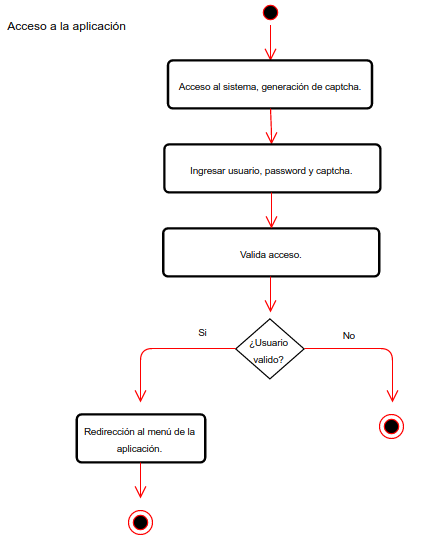 Acceso a la aplicación
Acceso al sistema, generación de captcha.
Ingresar usuario, password y captcha.
Valida acceso.
¿Usuario
valido?
Si
No
Redirección al menú de la
aplicación.